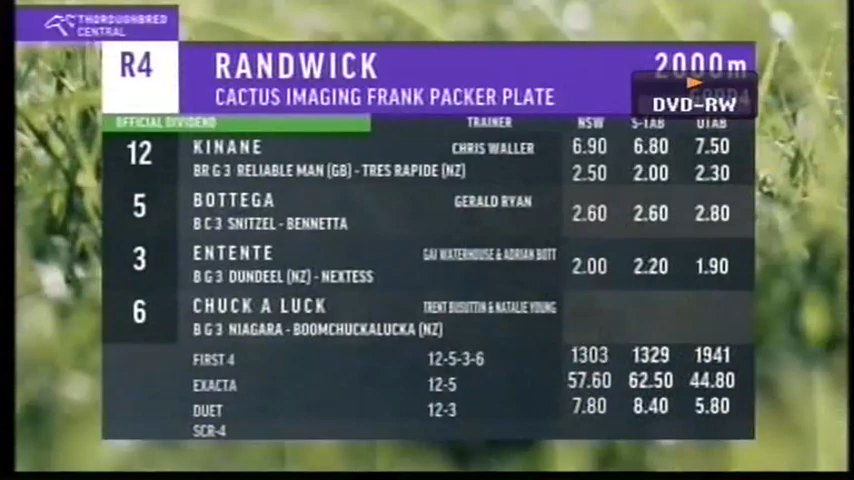 THOROUGHBRED
CENTRAL
R4 RANDWICK 2000m
CACTUS IMAGING FRANK PACKER PLATE
DVD-RW
OFFICIAL DIVIDEND TRAINER NSW S-TAB UTAB
12 KINANE CHRIS WALLER 6.90 6.80 7.50
BR G 3 RELIABLE MAN (GB) - TRES RAPIDE (NZ) 2.50 2.00 2.30
5 BOTTEGA GERALD RYAN 2.60 2.60 2.80
B C 3 SNITZEL - BENNETTA
3 ENTENTE GAI WATERHOUSE & ADRIAN BOTT 2.00 2.20 1.90
B G 3 DUNDEEL (NZ) - NEXTESS
6 CHUCK A LUCK TRENT BUSUTTIN & NATALIE YOUNG
B G 3 NIAGARA - BOOMCHUCKALUCKA (NZ)
FIRST 4 12-5-3-6 1303 1329 1941
EXACTA 12-5 57.60 62.50 44.80
DUET 12-3 7.80 8.40 5.80
SCR-4